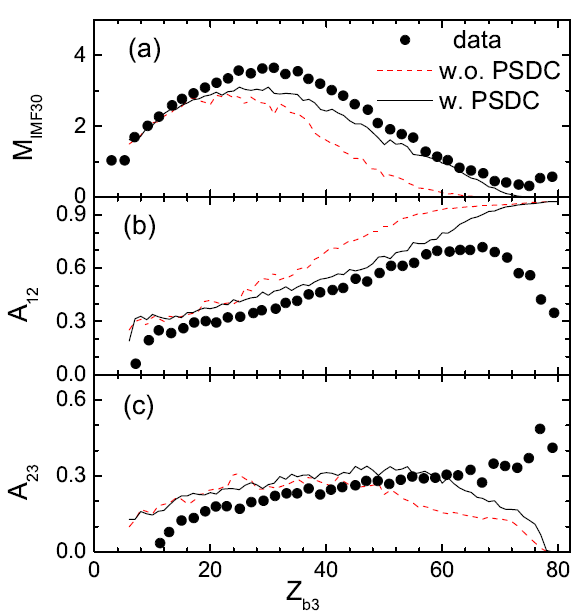 (a)
data
w.o. PSDC
w. PSDC
4
2
0
M_IMF30
(b)
0.9
0.6
0.3
0.0
A_12
(c)
0.6
0.3
0.0
A_23
0 20 40 60 80
Z_b3